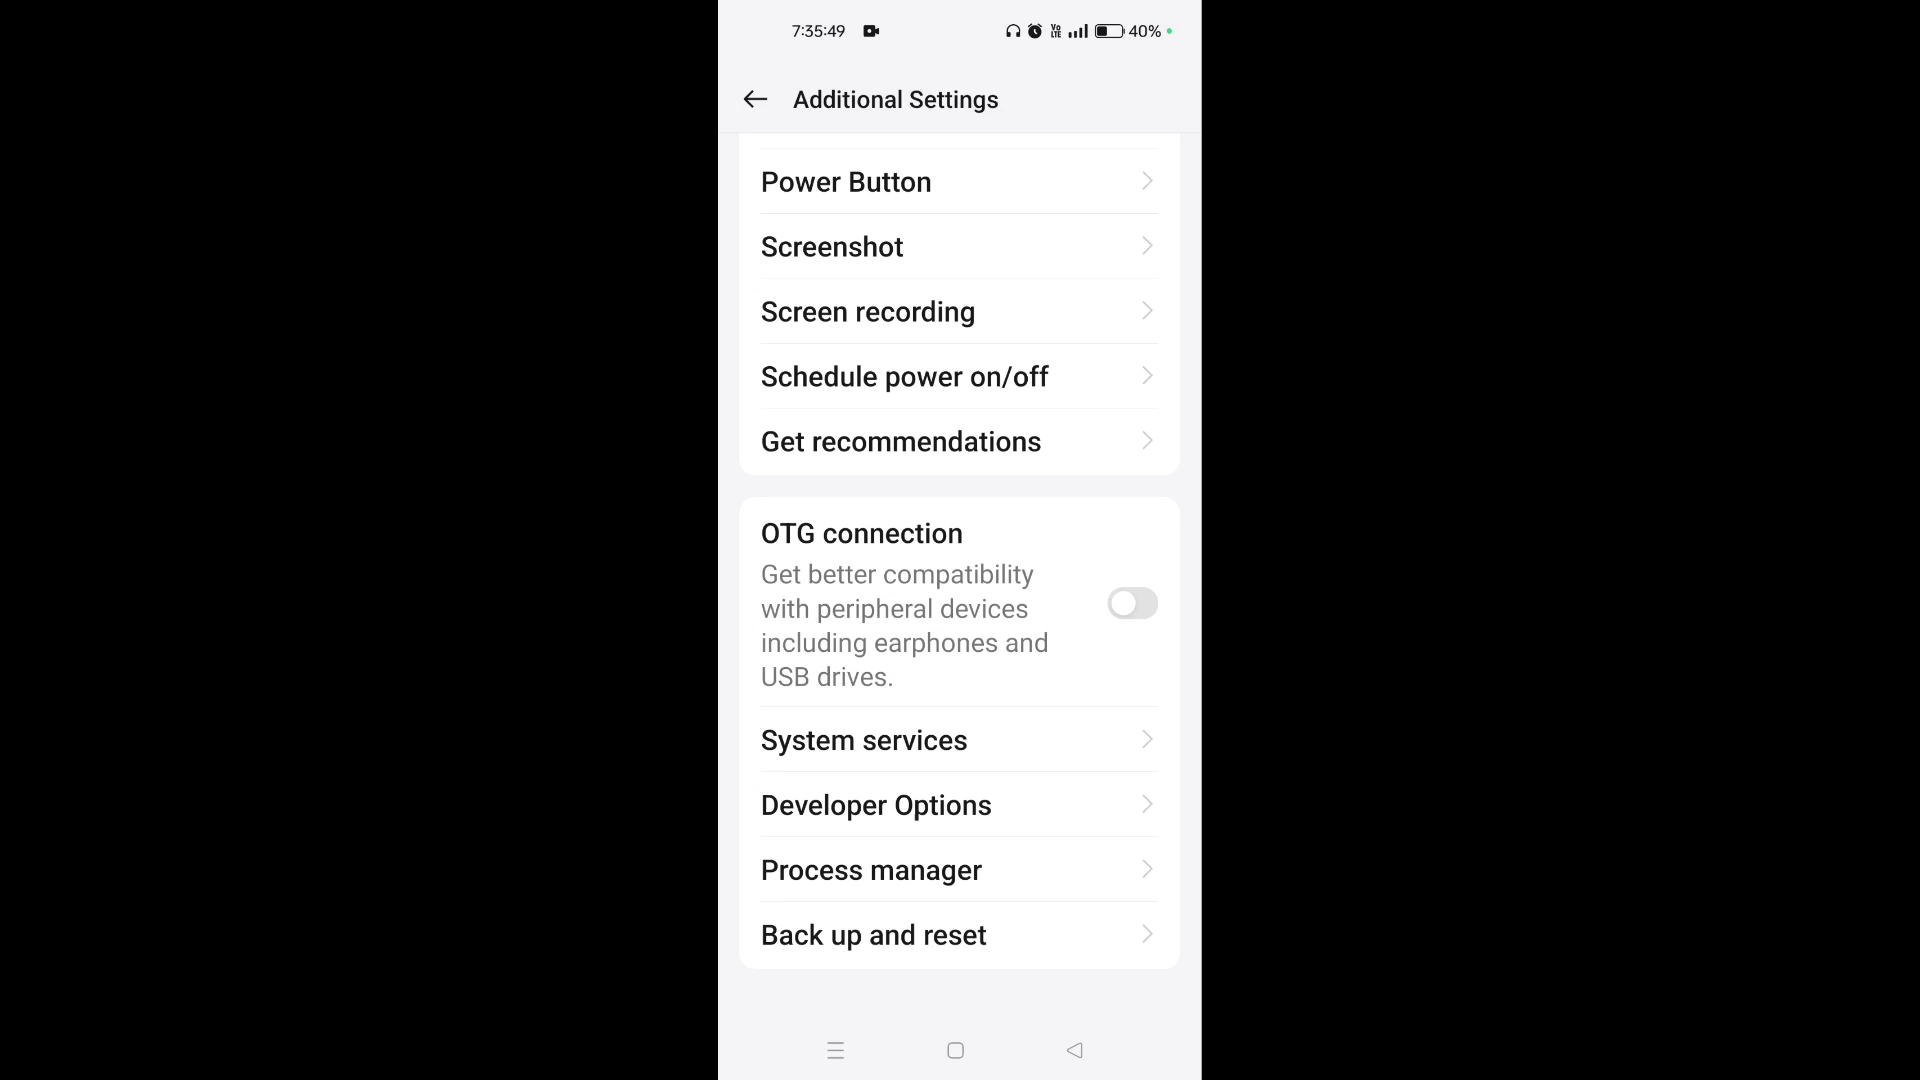 7:35:49
Vo LTE 40%
Additional Settings
Power Button
Screenshot
Screen recording
Schedule power on/off
Get recommendations
OTG connection
Get better compatibility
with peripheral devices
including earphones and
USB drives.
System services
Developer Options
Process manager
Back up and reset